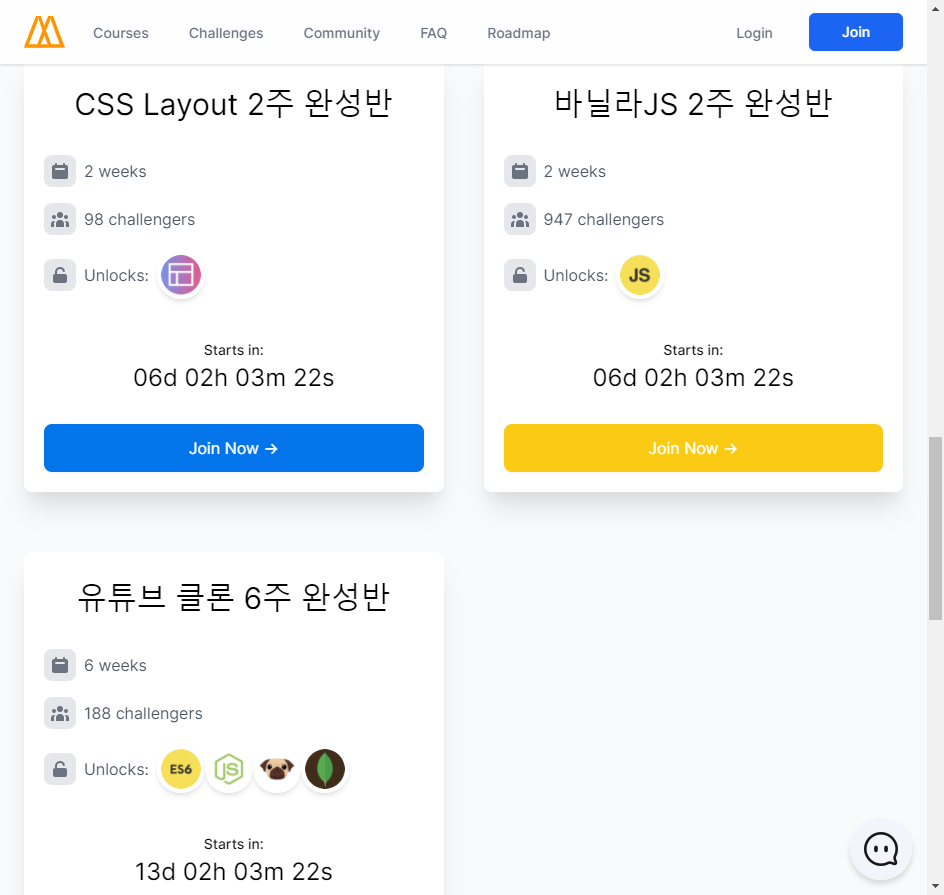 Courses Challenges Community FAQ Roadmap Login Join
CSS Layout 2주 완성반
2 weeks
98 challengers
Unlocks:
Starts in:
06d 02h 03m 22s
Join Now →
바닐라JS 2주 완성반
2 weeks
947 challengers
Unlocks: JS
Starts in:
06d 02h 03m 22s
Join Now →
유튜브 클론 6주 완성반
6 weeks
188 challengers
Unlocks: ES6 JS
Starts in:
13d 02h 03m 22s